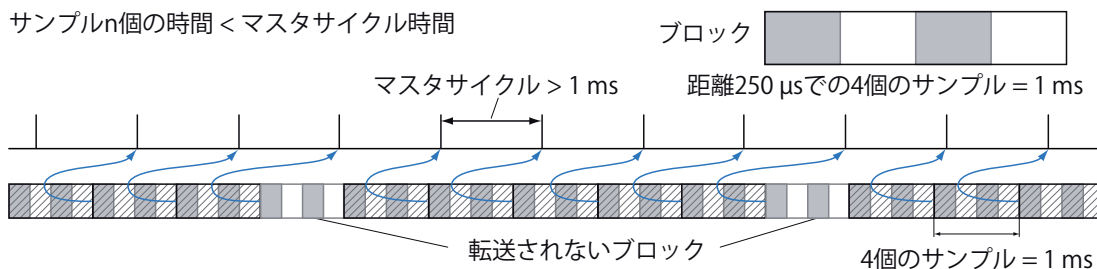 サンプルn個の時間 < マスタサイクル時間
ブロック
距離250 µsでの4個のサンプル = 1 ms
マスタサイクル > 1 ms
転送されないブロック
4個のサンプル = 1 ms